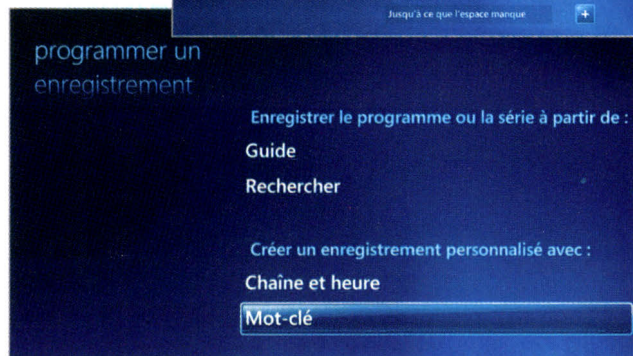 Jusqu'à ce que l'espace manque
+
programmer un
enregistrement
Enregistrer le programme ou la série à partir de :
Guide
Rechercher
Créer un enregistrement personnalisé avec :
Chaîne et heure
Mot-clé